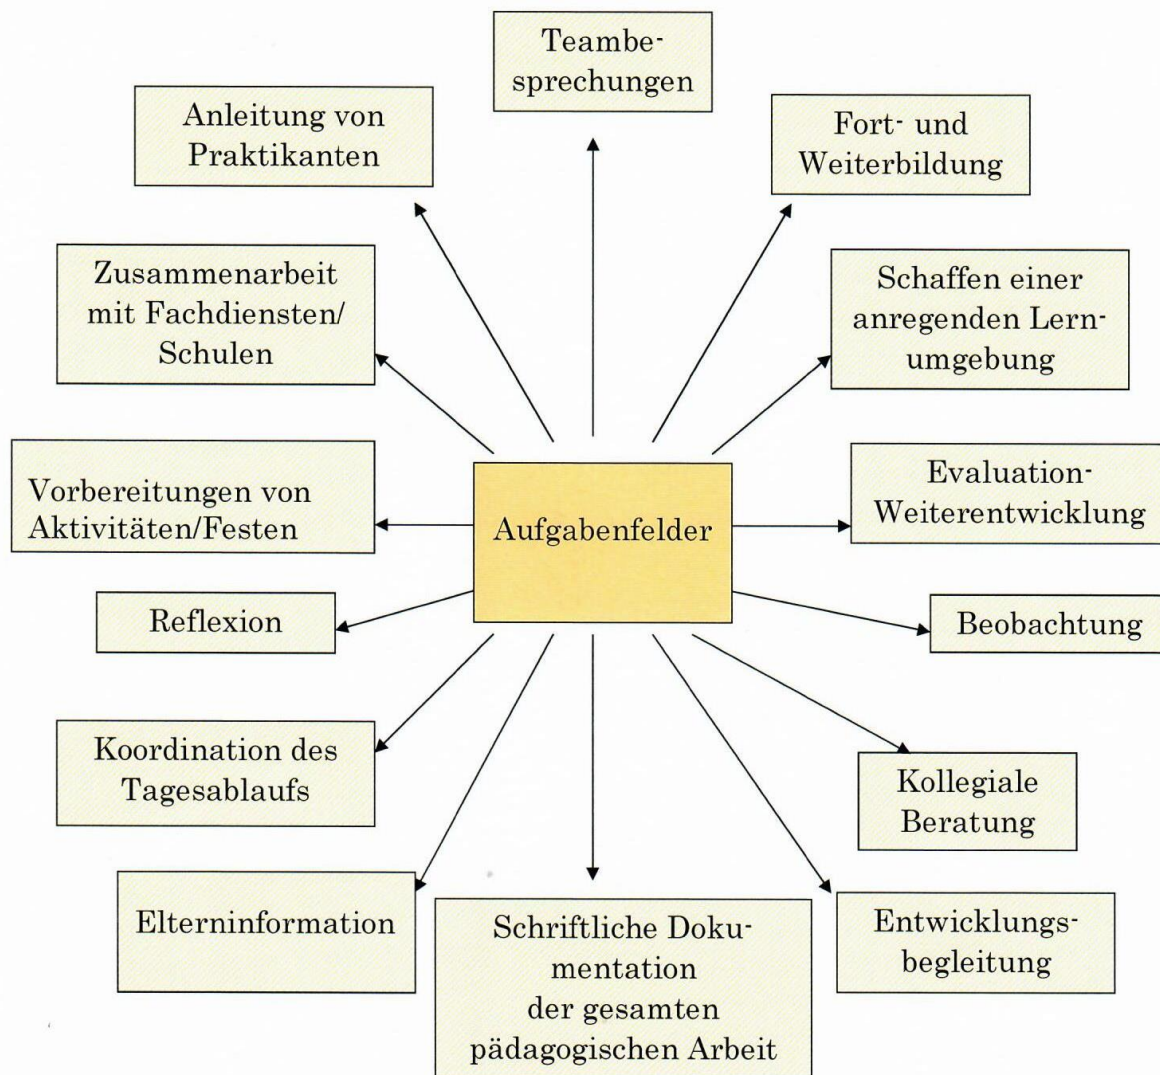 Teambe-
sprechungen
Anleitung von
Praktikanten
Fort- und
Weiterbildung
Zusammenarbeit
mit Fachdiensten/
Schulen
Schaffen einer
anregenden Lern-
umgebung
Vorbereitungen von
Aktivitäten/Festen
Aufgabenfelder
Evaluation-
Weiterentwicklung
Reflexion
Beobachtung
Koordination des
Tagesablaufs
Kollegiale
Beratung
Elterninformation
Schriftliche Doku-
mentation
der gesamten
pädagogischen Arbeit
Entwicklungs-
begleitung